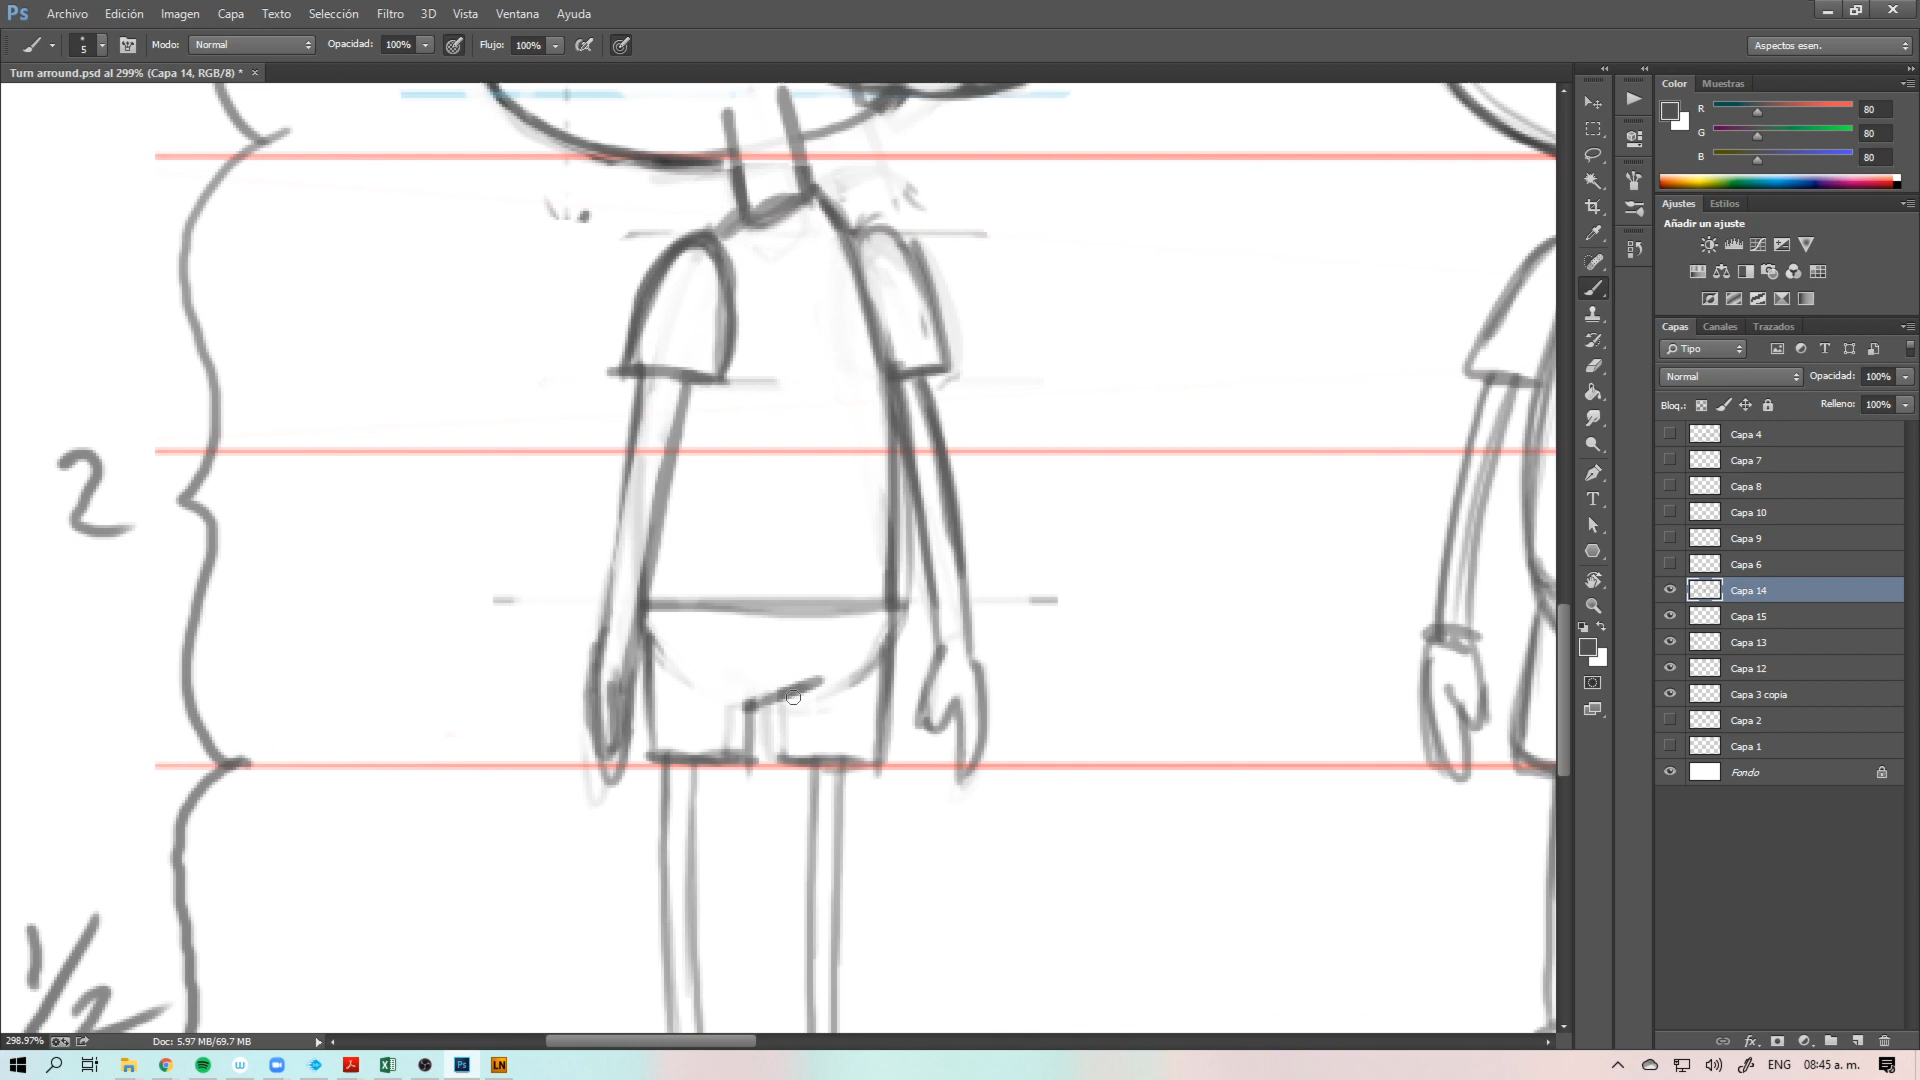 Ps Archivo Edición Imagen Capa Texto Selección Filtro 3D Vista Ventana Ayuda
5 Modo: Normal Opacidad: 100% Flujo: 100% Aspectos esen.
Turn arround.psd al 299% (Capa 14, RGB/8) * ×
Color Muestras
R 80
G 80
B 80
Ajustes Estilos
Añadir un ajuste
Capas Canales Trazados
Tipo
Normal Opacidad: 100%
Bloq.: Relleno: 100%
Capa 4
Capa 7
Capa 8
Capa 10
Capa 9
Capa 6
Capa 14
Capa 15
Capa 13
Capa 12
Capa 3 copia
Capa 2
Capa 1
Fondo
2
1/2
298.97% Doc: 5.97 MB/69.7 MB
ENG 08:45 a. m.